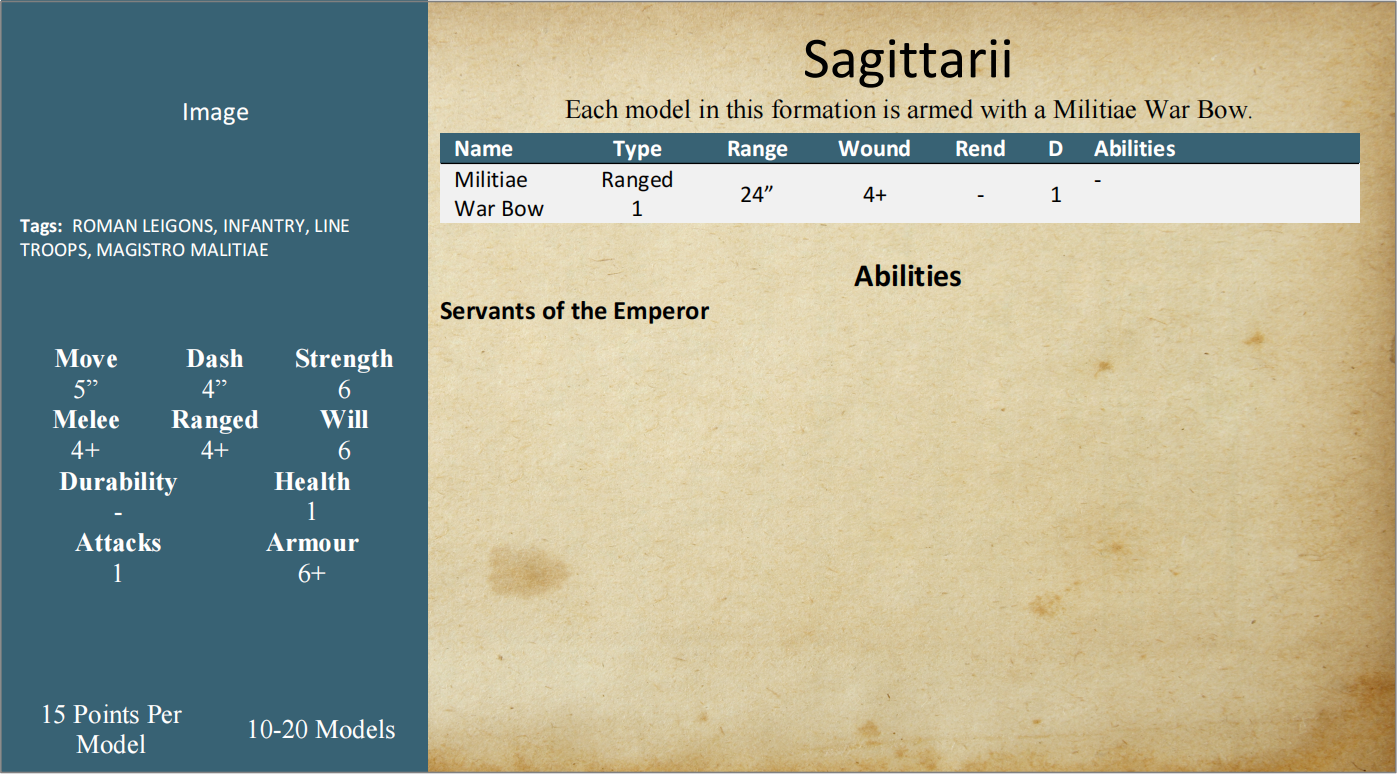 Image
Tags: ROMAN LEIGONS, INFANTRY, LINE
TROOPS, MAGISTRO MALITIAE
Move Dash Strength
5” 4” 6
Melee Ranged Will
4+ 4+ 6
Durability Health
- 1
Attacks Armour
1 6+
15 Points Per
Model
10-20 Models
Sagittarii
Each model in this formation is armed with a Militiae War Bow.
Name Type Range Wound Rend D Abilities
Militiae War Bow Ranged 1 24” 4+ - 1 -
Abilities
Servants of the Emperor